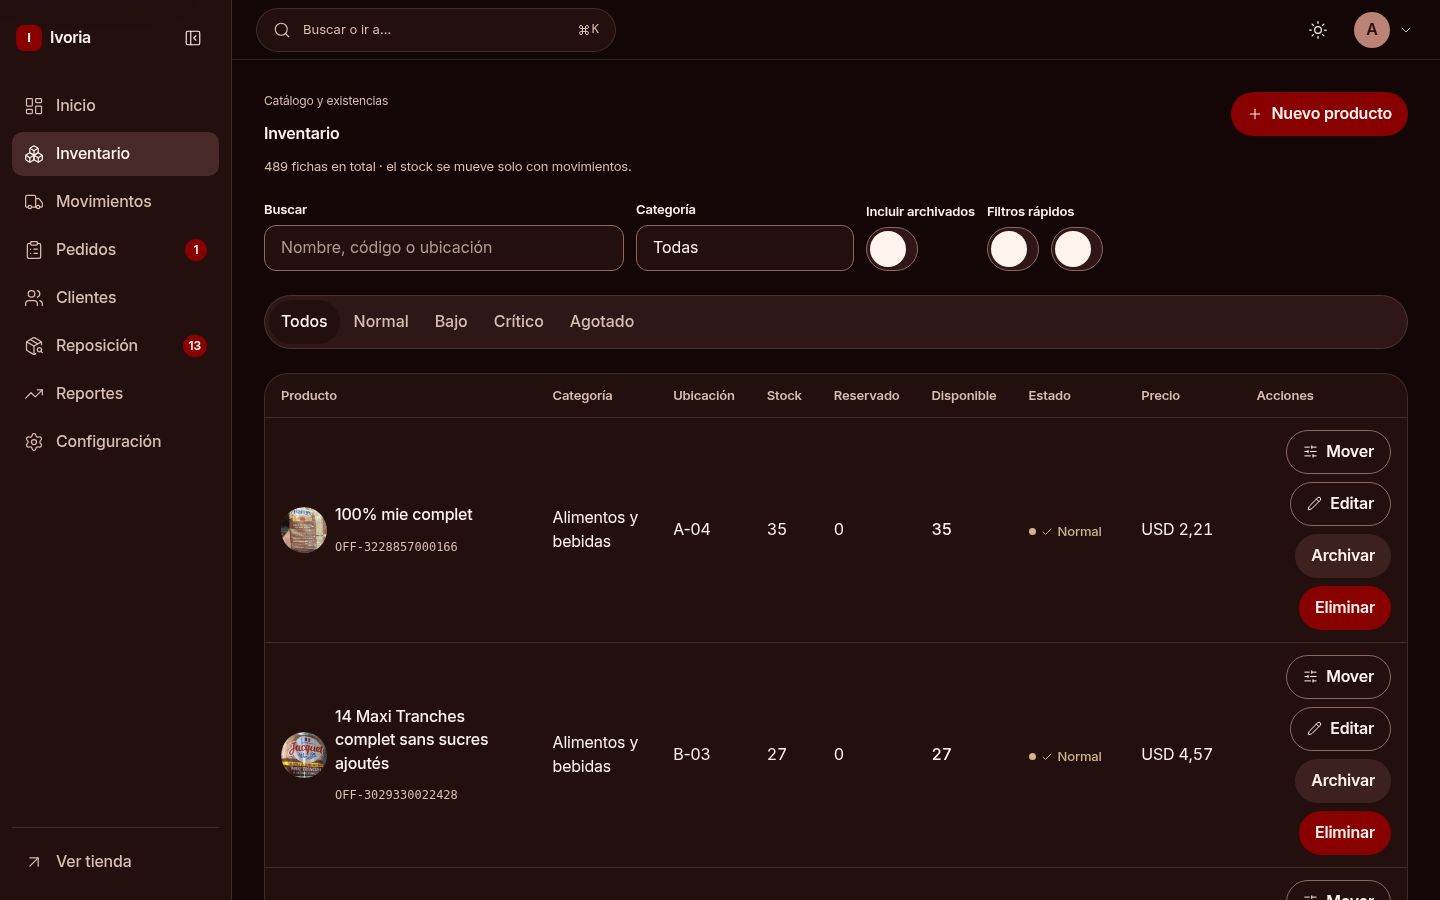 I Ivoria
Buscar o ir a... ⌘K
A
Inicio
Inventario
Movimientos
Pedidos 1
Clientes
Reposición 13
Reportes
Configuración
Ver tienda
Catálogo y existencias
Inventario
489 fichas en total · el stock se mueve solo con movimientos.
Nuevo producto
Buscar
Categoría
Incluir archivados
Filtros rápidos
Nombre, código o ubicación
Todas
Todos Normal Bajo Crítico Agotado
Producto Categoría Ubicación Stock Reservado Disponible Estado Precio Acciones
100% mie complet
OFF-3228857000166
Alimentos y
bebidas
A-04
35
0
35
Normal
USD 2,21
Mover
Editar
Archivar
Eliminar
14 Maxi Tranches
complet sans sucres
ajoutés
OFF-3029330022428
Jacquet
Alimentos y
bebidas
B-03
27
0
27
Normal
USD 4,57
Mover
Editar
Archivar
Eliminar
Mover